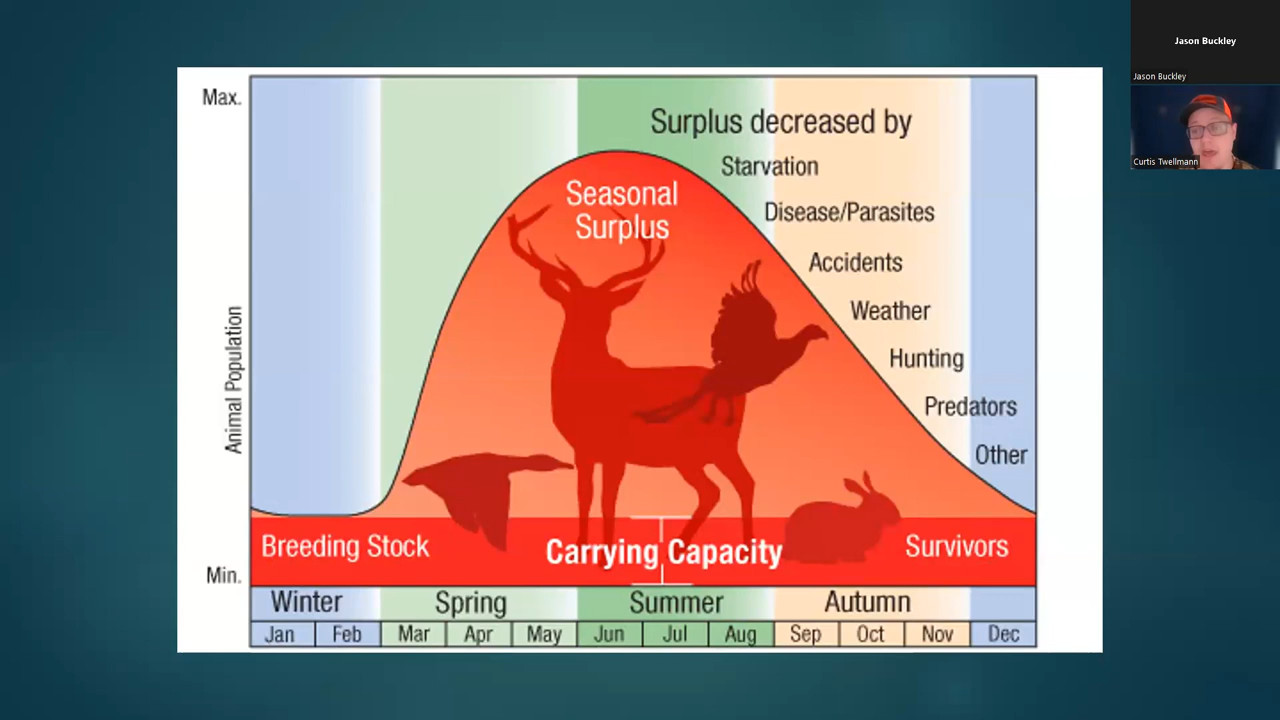 Jason Buckley
Jason Buckley
Curtis Twellmann
Max.
Surplus decreased by
Starvation
Seasonal
Surplus
Disease/Parasites
Accidents
Weather
Hunting
Predators
Other
Animal Population
Breeding Stock
Carrying Capacity
Survivors
Min.
Winter Spring Summer Autumn
Jan Feb Mar Apr May Jun Jul Aug Sep Oct Nov Dec